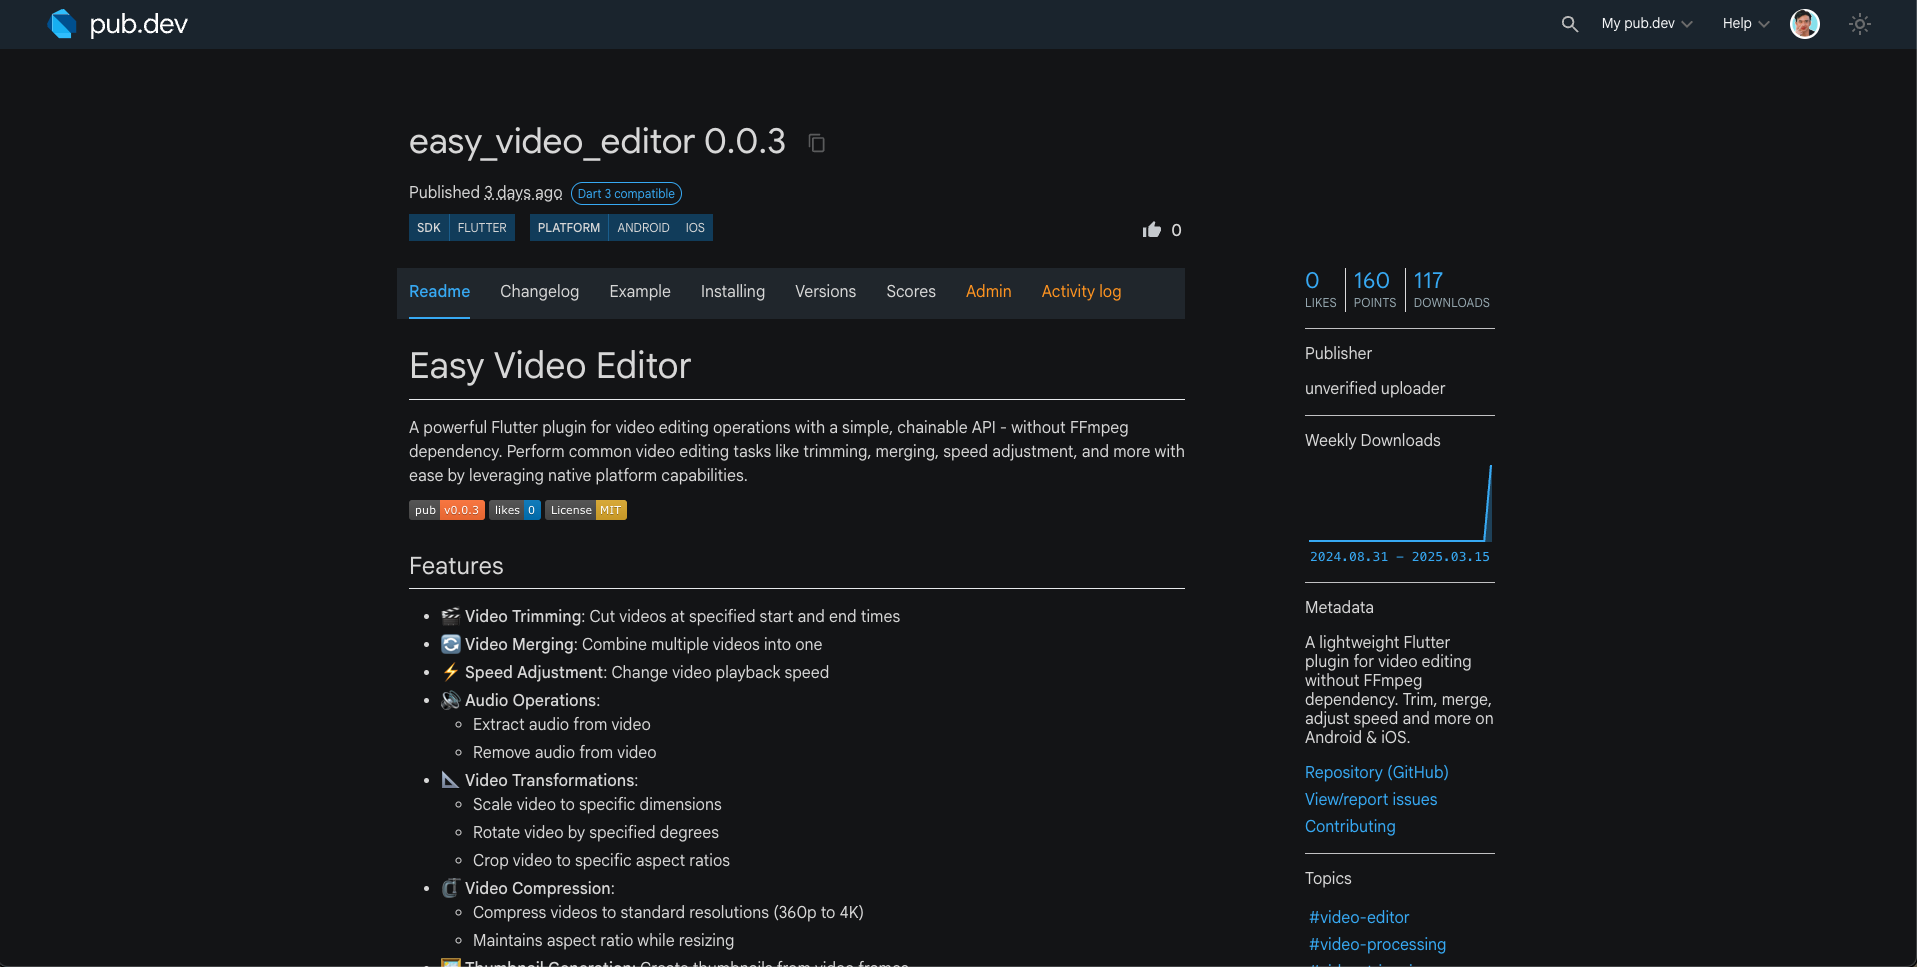 pub.dev
My pub.dev
Help
easy_video_editor 0.0.3
Published 3 days ago Dart 3 compatible
SDK FLUTTER PLATFORM ANDROID IOS
0
Readme Changelog Example Installing Versions Scores Admin Activity log
Easy Video Editor
A powerful Flutter plugin for video editing operations with a simple, chainable API - without FFmpeg
dependency. Perform common video editing tasks like trimming, merging, speed adjustment, and more with
ease by leveraging native platform capabilities.
pub v0.0.3 likes 0 License MIT
Features
• Video Trimming: Cut videos at specified start and end times
• Video Merging: Combine multiple videos into one
• ⚡ Speed Adjustment: Change video playback speed
• Audio Operations:
◦ Extract audio from video
◦ Remove audio from video
• Video Transformations:
◦ Scale video to specific dimensions
◦ Rotate video by specified degrees
◦ Crop video to specific aspect ratios
• Video Compression:
◦ Compress videos to standard resolutions (360p to 4K)
◦ Maintains aspect ratio while resizing
• Thumbnail Generation: Create thumbnails from video frames
0 160 117
LIKES POINTS DOWNLOADS
Publisher
unverified uploader
Weekly Downloads
2024.08.31 – 2025.03.15
Metadata
A lightweight Flutter
plugin for video editing
without FFmpeg
dependency. Trim, merge,
adjust speed and more on
Android & iOS.
Repository (GitHub)
View/report issues
Contributing
Topics
#video-editor
#video-processing